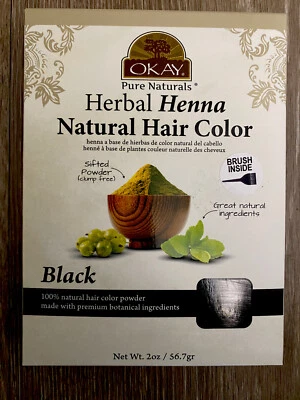 OKAY®
Pure Naturals®
Herbal Henna
Natural Hair Color
henna a base de hierbas de color natural del cabello
henné à base de plantes couleur naturelle des cheveux
BRUSH
INSIDE
Sifted
Powder
(clump free)
Great natural
ingredients
Black
100% natural hair color powder
made with premium botanical ingredients
Net Wt. 2oz / 56.7gr